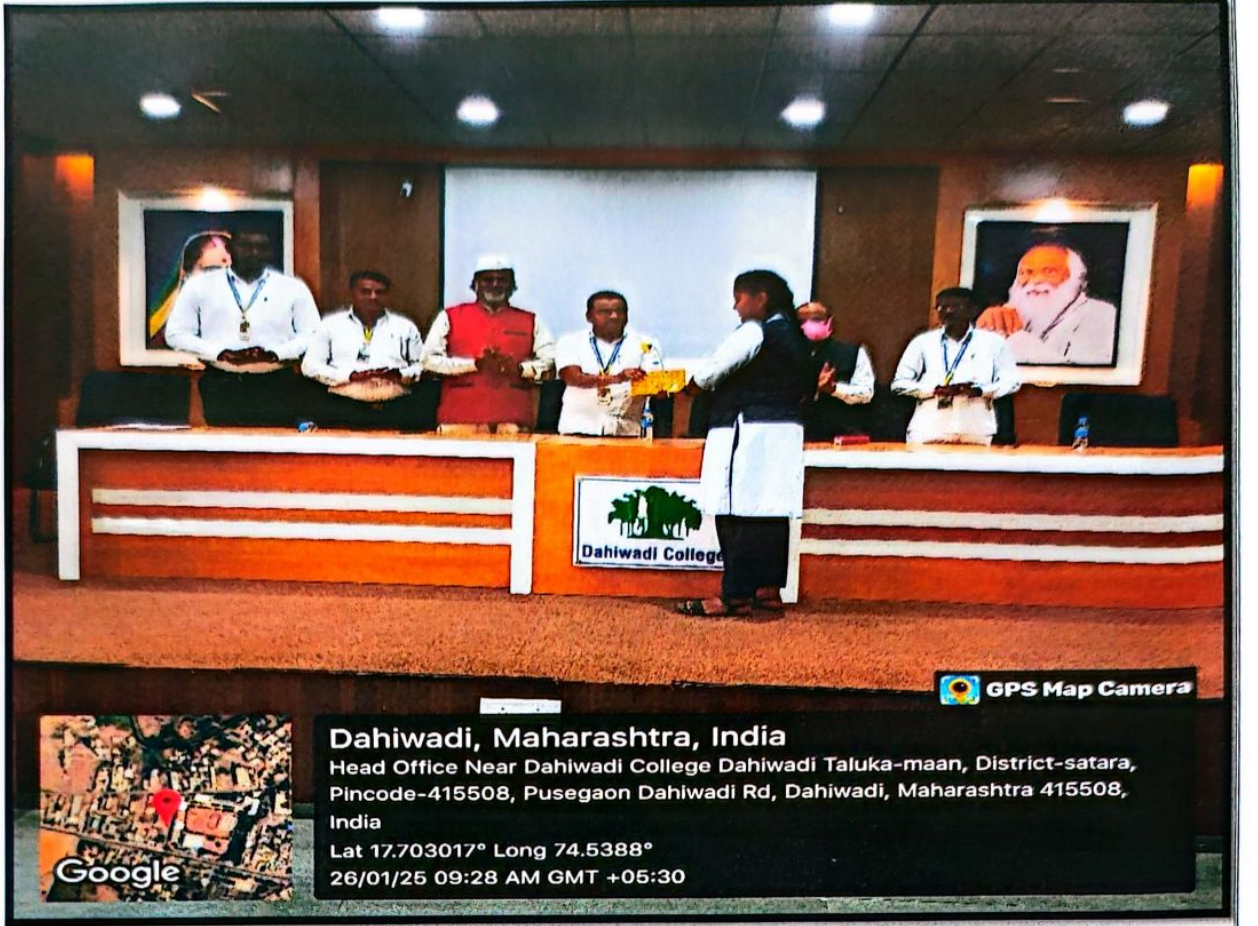 Dahiwadi College
GPS Map Camera
Dahiwadi, Maharashtra, India
Head Office Near Dahiwadi College Dahiwadi Taluka-maan, District-satara,
Pincode-415508, Pusegaon Dahiwadi Rd, Dahiwadi, Maharashtra 415508,
India
Lat 17.703017° Long 74.5388°
26/01/25 09:28 AM GMT +05:30
Google